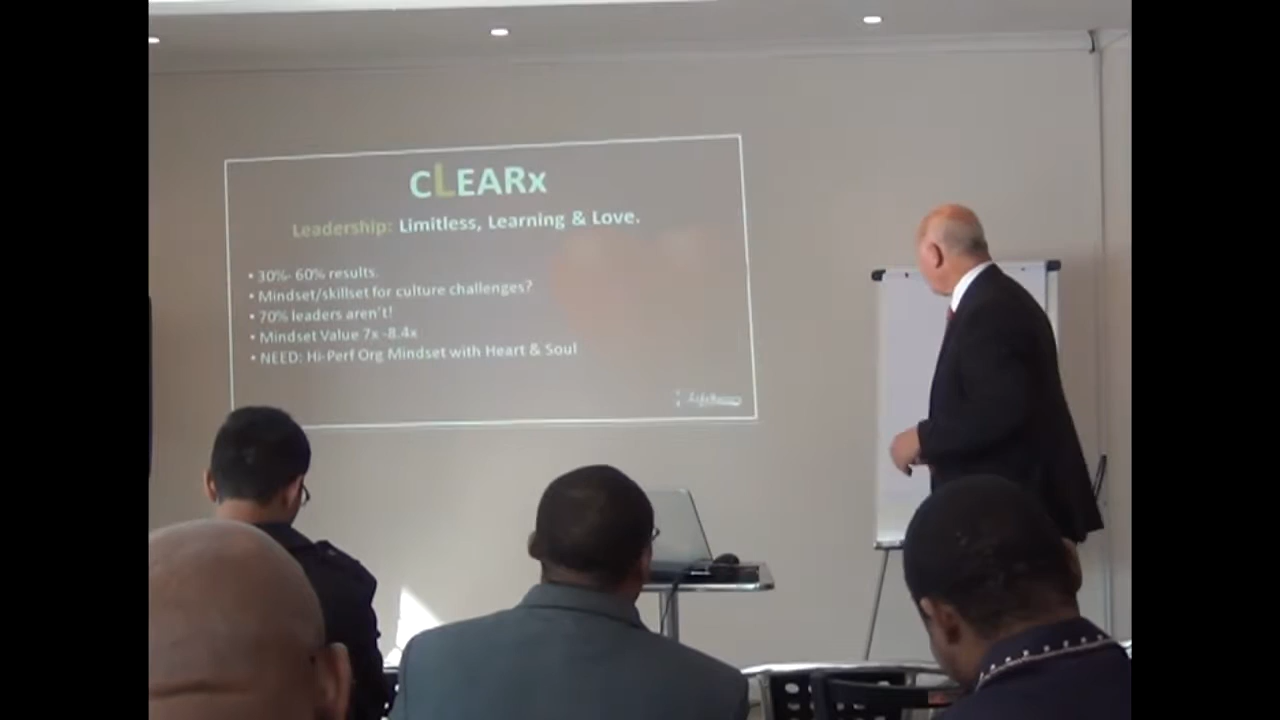 cLEARx
Leadership: Limitless, Learning & Love.
• 30%- 60% results.
• Mindset/skillset for culture challenges?
• 70% leaders aren't!
• Mindset Value 7x -8.4x
• NEED: Hi-Perf Org Mindset with Heart & Soul